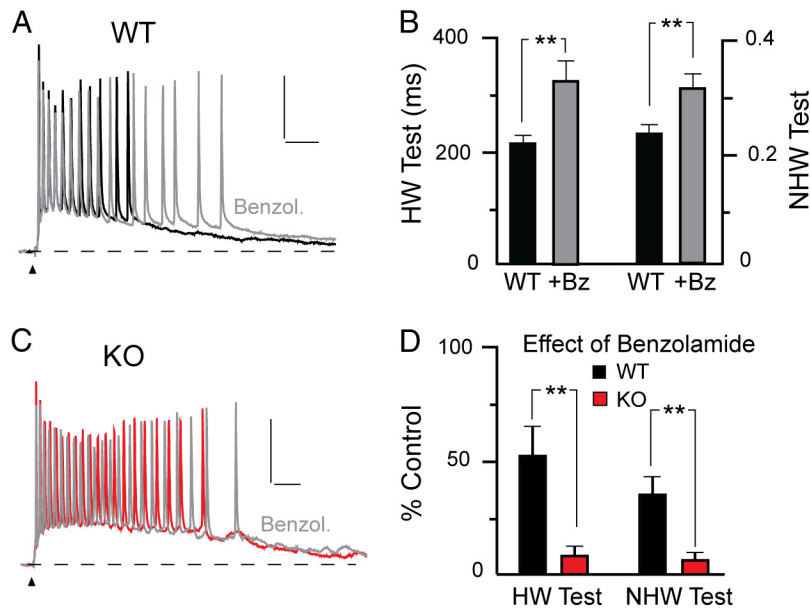 A
WT
Benzol.
B
**
**
400
200
0
HW Test (ms)
0.4
0.2
0
NHW Test
WT +Bz
WT +Bz
C
KO
Benzol.
D
Effect of Benzolamide
WT
KO
**
**
100
50
0
% Control
HW Test
NHW Test